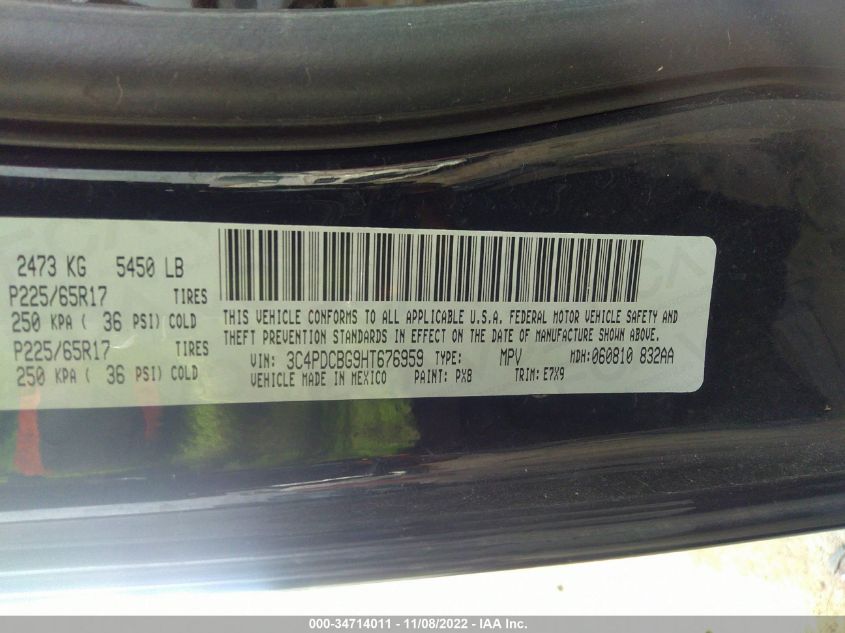 2473 KG 5450 LB
P225/65R17 TIRES
250 KPA ( 36 PSI) COLD
P225/65R17 TIRES
250 KPA ( 36 PSI) COLD
THIS VEHICLE CONFORMS TO ALL APPLICABLE U.S.A. FEDERAL MOTOR VEHICLE SAFETY AND
THEFT PREVENTION STANDARDS IN EFFECT ON THE DATE OF MANUFACTURE SHOWN ABOVE.
VIN: 3C4PDCBG9HT676959 TYPE: MPV MDH:060810 832AA
VEHICLE MADE IN MEXICO PAINT: PX8 TRIM: E7X9
000-34714011 - 11/08/2022 - IAA Inc.